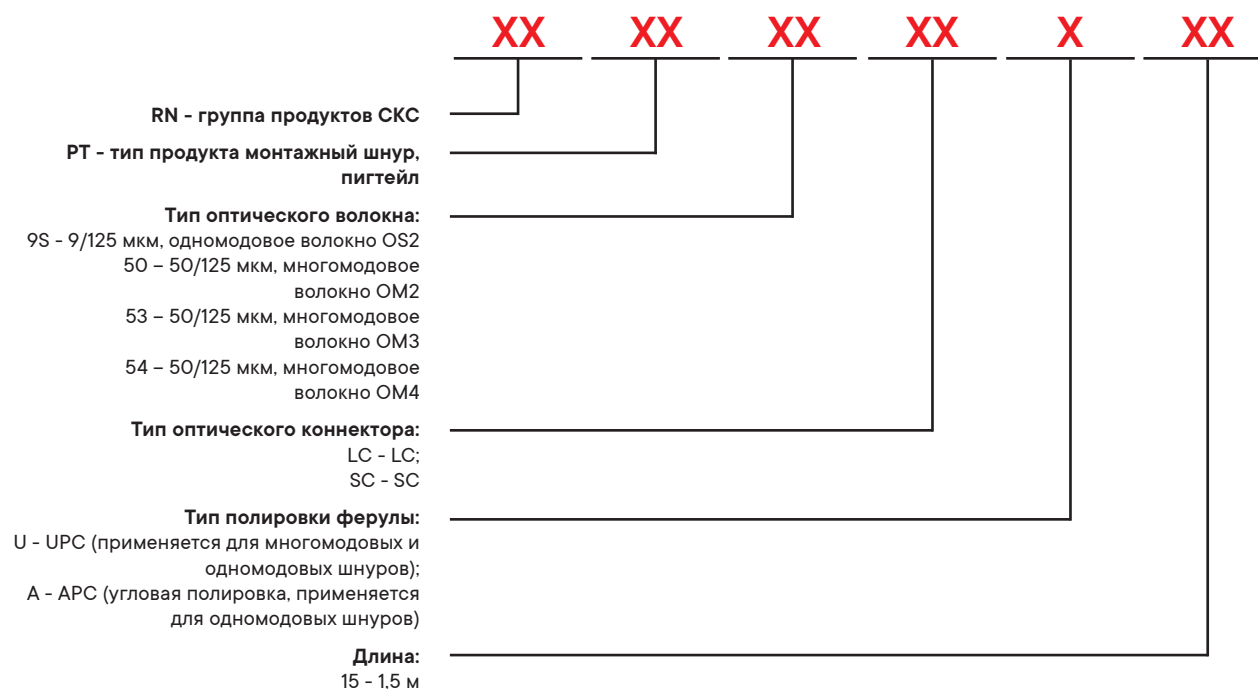 XX XX XX XX X XX
RN - группа продуктов СКС
PT - тип продукта монтажный шнур,
пигтейл
Тип оптического волокна:
9S - 9/125 мкм, одномодовое волокно OS2
50 – 50/125 мкм, многомодовое
волокно OM2
53 – 50/125 мкм, многомодовое
волокно OM3
54 – 50/125 мкм, многомодовое
волокно OM4
Тип оптического коннектора:
LC - LC;
SC - SC
Тип полировки ферулы:
U - UPC (применяется для многомодовых и
одномодовых шнуров);
A - APC (угловая полировка, применяется
для одномодовых шнуров)
Длина:
15 - 1,5 м